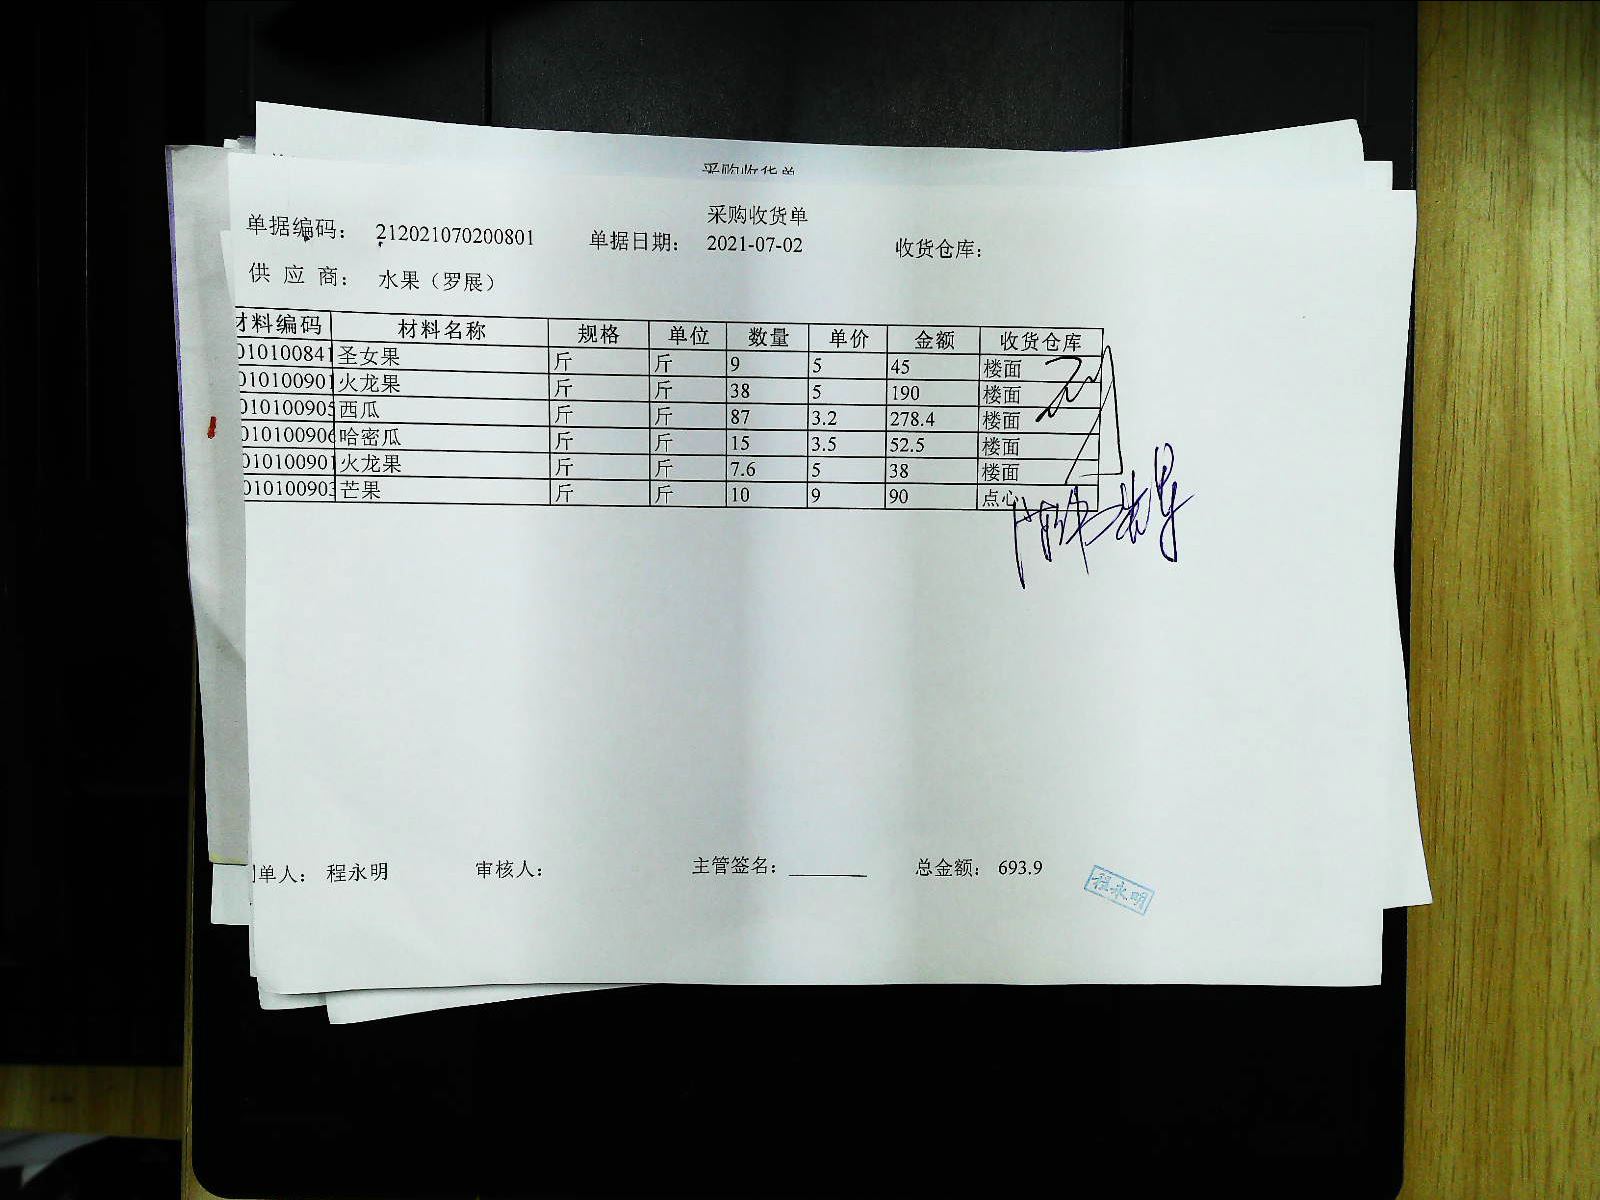 采购收货单
采购收货单
单据编码： 212021070200801 单据日期： 2021-07-02 收货仓库：
供 应 商： 水果（罗展）
材料编码 材料名称 规格 单位 数量 单价 金额 收货仓库
010100841 圣女果 斤 斤 9 5 45 楼面
010100901 火龙果 斤 斤 38 5 190 楼面
010100905 西瓜 斤 斤 87 3.2 278.4 楼面
010100906 哈密瓜 斤 斤 15 3.5 52.5 楼面
010100901 火龙果 斤 斤 7.6 5 38 楼面
010100903 芒果 斤 斤 10 9 90 点心
单人： 程永明 审核人： 主管签名： 总金额： 693.9
程永明